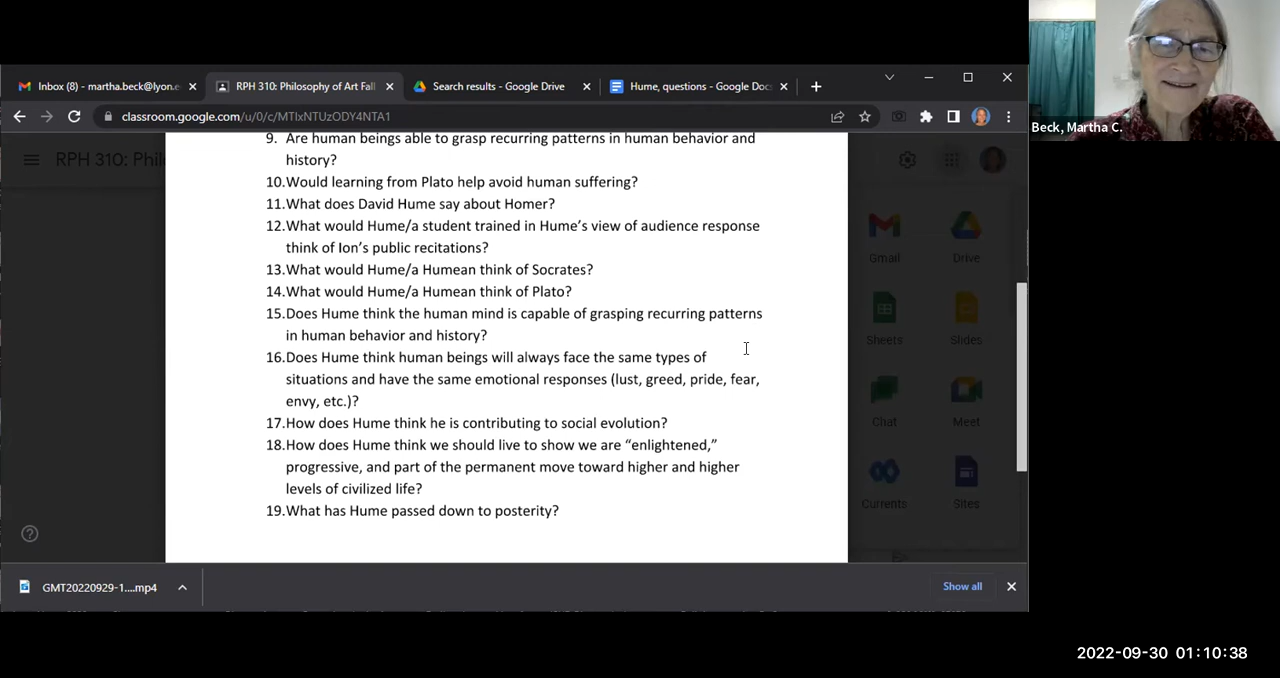 Inbox (8) - martha.beck@lyon.e
RPH 310: Philosophy of Art Fall
Search results - Google Drive
Hume, questions - Google Doc
classroom.google.com/u/0/c/MTIxNTUzODY4NTA1
Beck, Martha C.
RPH 310: Phil
9. Are human beings able to grasp recurring patterns in human behavior and
history?
10.Would learning from Plato help avoid human suffering?
11.What does David Hume say about Homer?
12.What would Hume/a student trained in Hume’s view of audience response
think of Ion’s public recitations?
13.What would Hume/a Humean think of Socrates?
14.What would Hume/a Humean think of Plato?
15.Does Hume think the human mind is capable of grasping recurring patterns
in human behavior and history?
16.Does Hume think human beings will always face the same types of
situations and have the same emotional responses (lust, greed, pride, fear,
envy, etc.)?
17.How does Hume think he is contributing to social evolution?
18.How does Hume think we should live to show we are “enlightened,”
progressive, and part of the permanent move toward higher and higher
levels of civilized life?
19.What has Hume passed down to posterity?
Gmail
Drive
Sheets
Slides
Chat
Meet
Currents
Sites
GMT20220929-1....mp4
Show all
2022-09-30 01:10:38